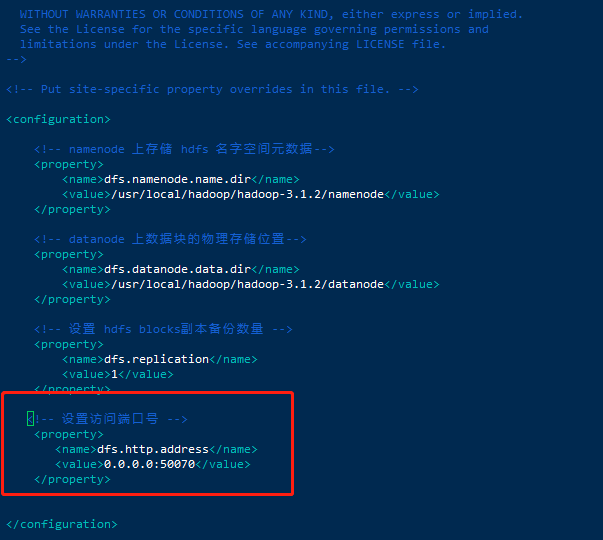 WITHOUT WARRANTIES OR CONDITIONS OF ANY KIND, either express or implied.
See the License for the specific language governing permissions and
limitations under the License. See accompanying LICENSE file.
-->
<!-- Put site-specific property overrides in this file. -->
<configuration>
<!-- namenode 上存储 hdfs 名字空间元数据-->
<property>
<name>dfs.namenode.name.dir</name>
<value>/usr/local/hadoop/hadoop-3.1.2/namenode</value>
</property>
<!-- datanode 上数据块的物理存储位置-->
<property>
<name>dfs.datanode.data.dir</name>
<value>/usr/local/hadoop/hadoop-3.1.2/datanode</value>
</property>
<!-- 设置 hdfs blocks副本备份数量 -->
<property>
<name>dfs.replication</name>
<value>1</value>
</property>
<!-- 设置访问端口号 -->
<property>
<name>dfs.http.address</name>
<value>0.0.0.0:50070</value>
</property>
</configuration>